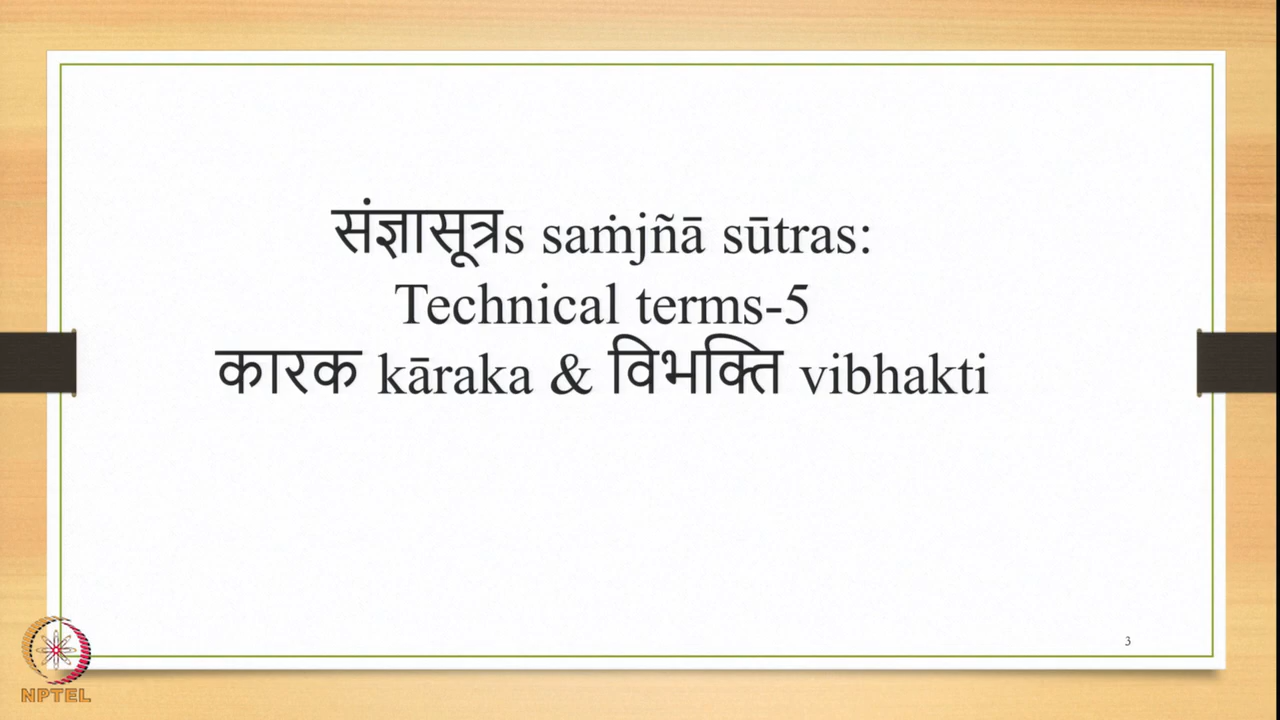 संज्ञासूत्रs saṁjñā sūtras:
Technical terms-5
कारक kāraka & विभक्ति vibhakti
3
NPTEL